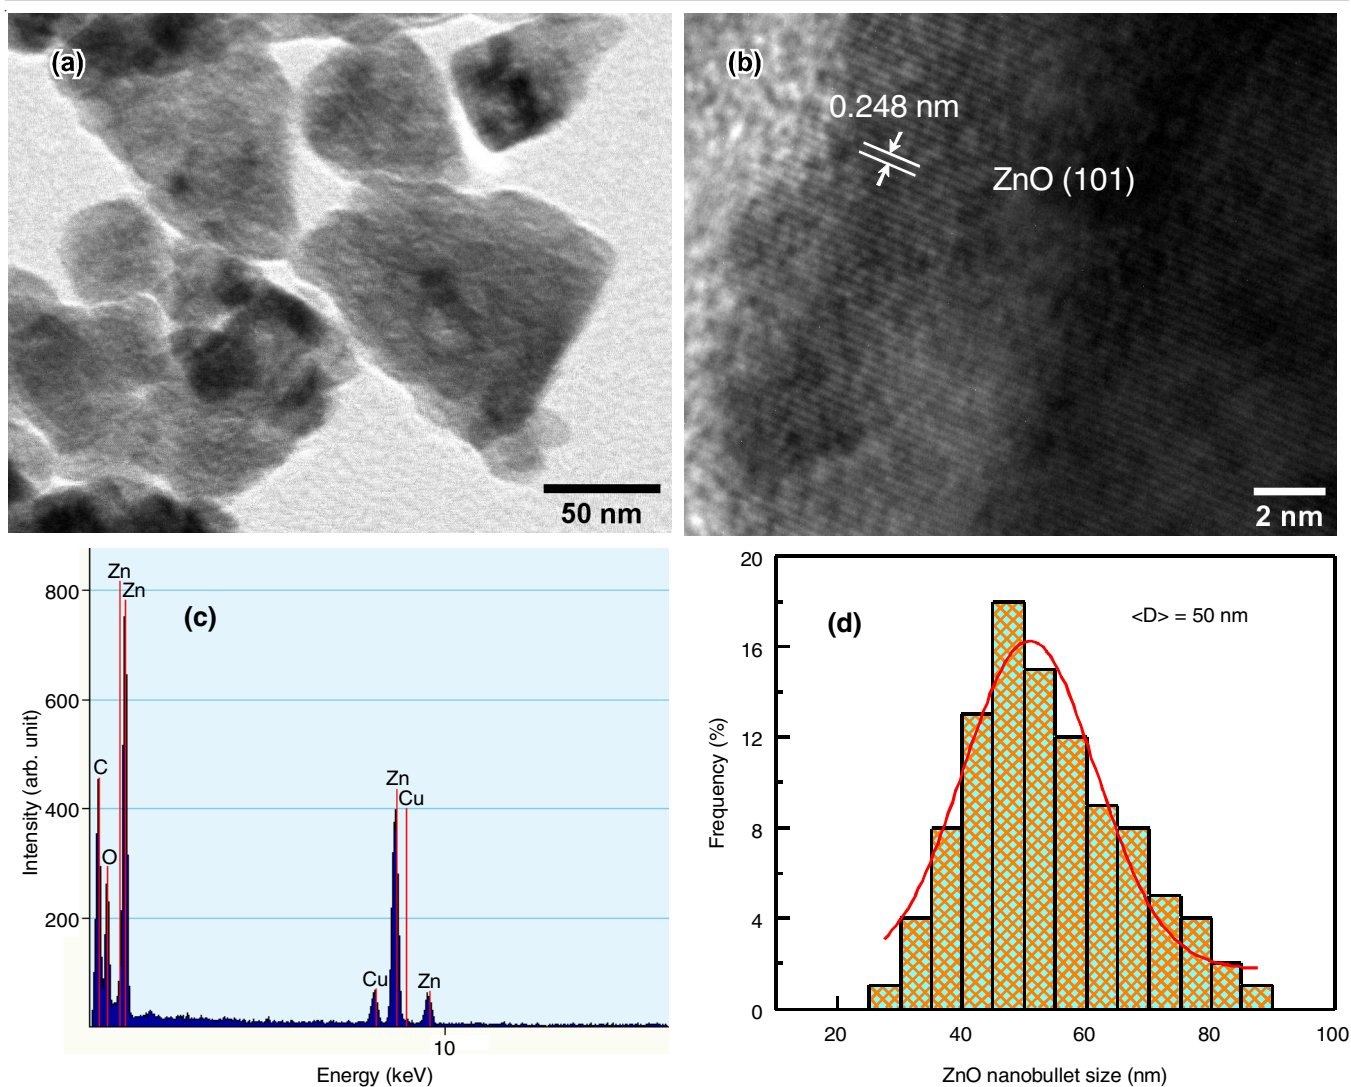 (a)
50 nm
(b)
0.248 nm
ZnO (101)
2 nm
(c)
Intensity (arb. unit)
800
600
400
200
Zn
Zn
C
O
Zn
Cu
Cu
Zn
10
Energy (keV)
(d)
<D> = 50 nm
Frequency (%)
20
16
12
8
4
0
20
40
60
80
100
ZnO nanobullet size (nm)